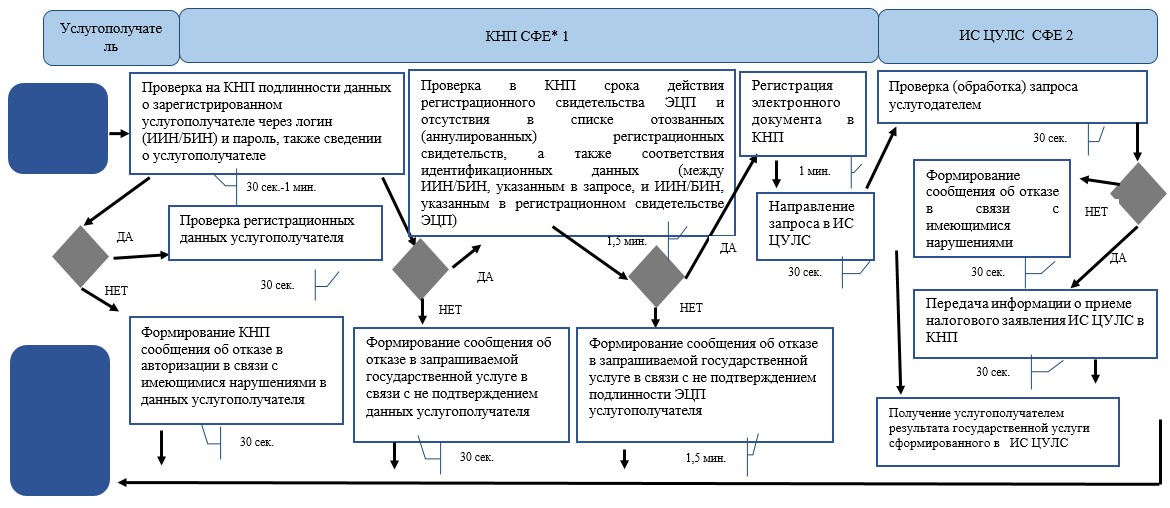 Услугополучате
ль
КНП СФЕ* 1
ИС ЦУЛС СФЕ 2
Проверка на КНП подлинности данных
о зарегистрированном
услугополучателе через логин
(ИИН/БИН) и пароль, также сведении
о услугополучателе
30 сек.-1 мин.
Проверка в КНП срока действия
регистрационного свидетельства ЭЦП и
отсутствия в списке отозванных
(аннулированных) регистрационных
свидетельств, а также соответствия
идентификационных данных (между
ИИН/БИН, указанным в запросе, и ИИН/БИН,
указанным в регистрационном свидетельстве
ЭЦП)
1,5 мин.
Регистрация
электронного
документа в
КНП
1 мин.
Проверка (обработка) запроса
услугодателем
30 сек.
Формирование
сообщения об отказе
в связи с
имеющимися
нарушениями
НЕТ
30 сек.
ДА
Направление
запроса в ИС
ЦУЛС
30 сек.
ДА
Проверка регистрационных
данных услугополучателя
30 сек.
ДА
НЕТ
ДА
НЕТ
НЕТ
Передача информации о приеме
налогового заявления ИС ЦУЛС в
КНП
30 сек.
Формирование КНП
сообщения об отказе в
авторизации в связи с
имеющимися нарушениями в
данных услугополучателя
30 сек.
Формирование сообщения об
отказе в запрашиваемой
государственной услуге в
связи с не подтверждением
данных услугополучателя
30 сек.
Формирование сообщения об отказе
в запрашиваемой государственной
услуге в связи с не подтверждением
подлинности ЭЦП
услугополучателя
1,5 мин.
Получение услугополучателем
результата государственной услуги
сформированного в ИС ЦУЛС